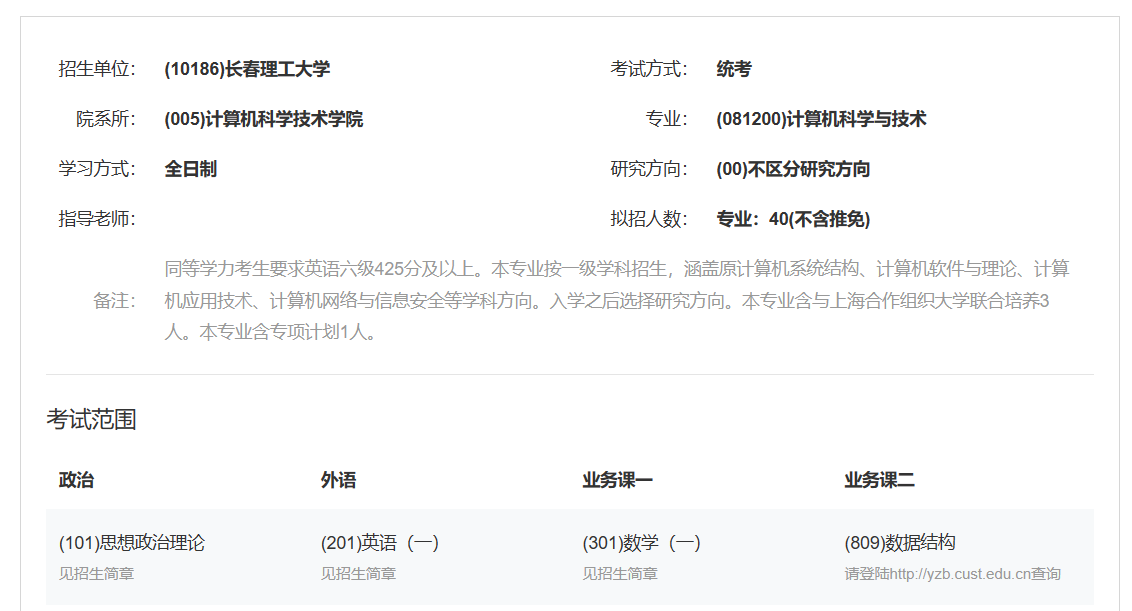 招生单位： (10186)长春理工大学 考试方式： 统考
院系所： (005)计算机科学技术学院 专业： (081200)计算机科学与技术
学习方式： 全日制 研究方向： (00)不区分研究方向
指导老师： 拟招人数： 专业：40(不含推免)
同等学力考生要求英语六级425分及以上。本专业按一级学科招生，涵盖原计算机系统结构、计算机软件与理论、计算
备注： 机应用技术、计算机网络与信息安全等学科方向。入学之后选择研究方向。本专业含与上海合作组织大学联合培养3
人。本专业含专项计划1人。
考试范围
政治 外语 业务课一 业务课二
(101)思想政治理论 (201)英语（一） (301)数学（一） (809)数据结构
见招生简章 见招生简章 见招生简章 请登陆http://yzb.cust.edu.cn查询